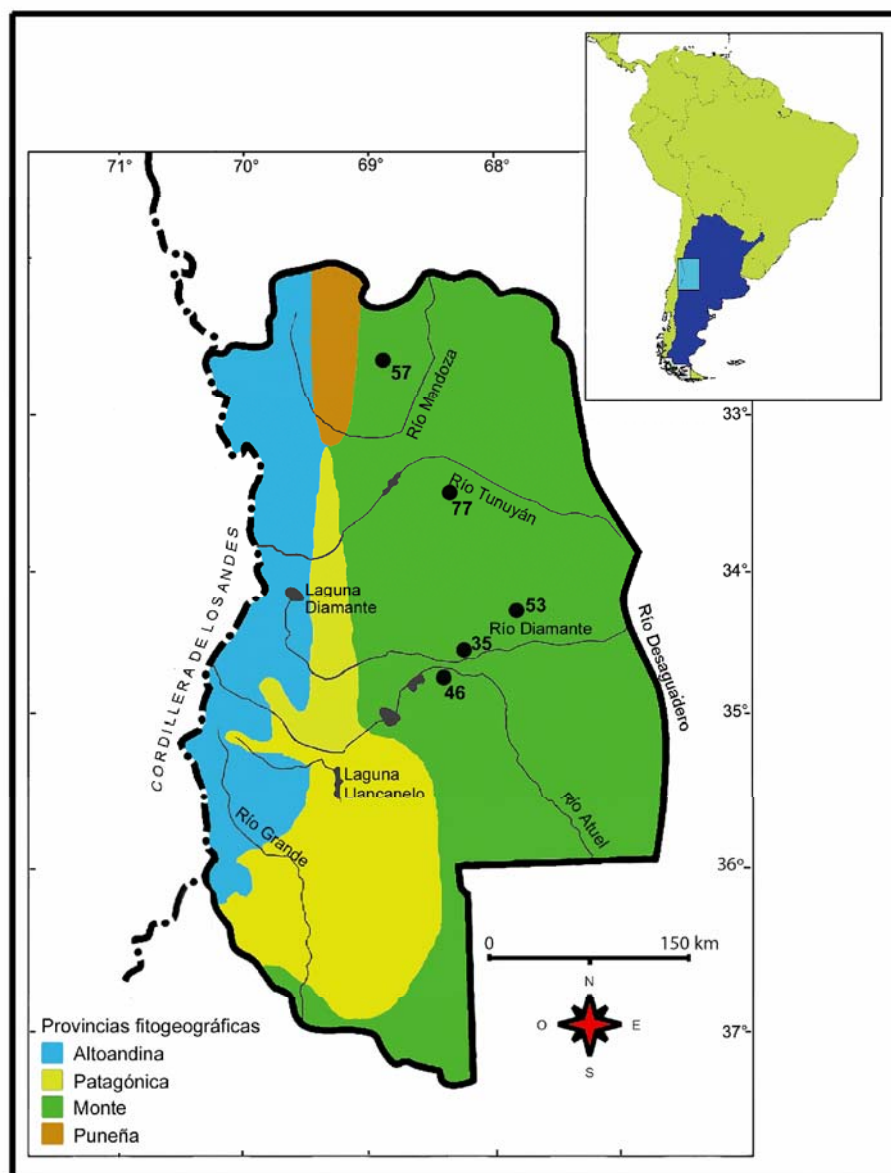 71°
70°
69°
68°
57
Río Mendoza
33°
Río Tunuyán
77
CORDILLERA DE LOS ANDES
34°
Laguna
Diamante
53
Río Diamante
35
Río Desaguadero
46
35°
Laguna
Llancanelo
Río Grande
Río Atuel
36°
0
150 km
N
O
E
S
37°
Provincias fitogeográficas
Altoandina
Patagónica
Monte
Puneña